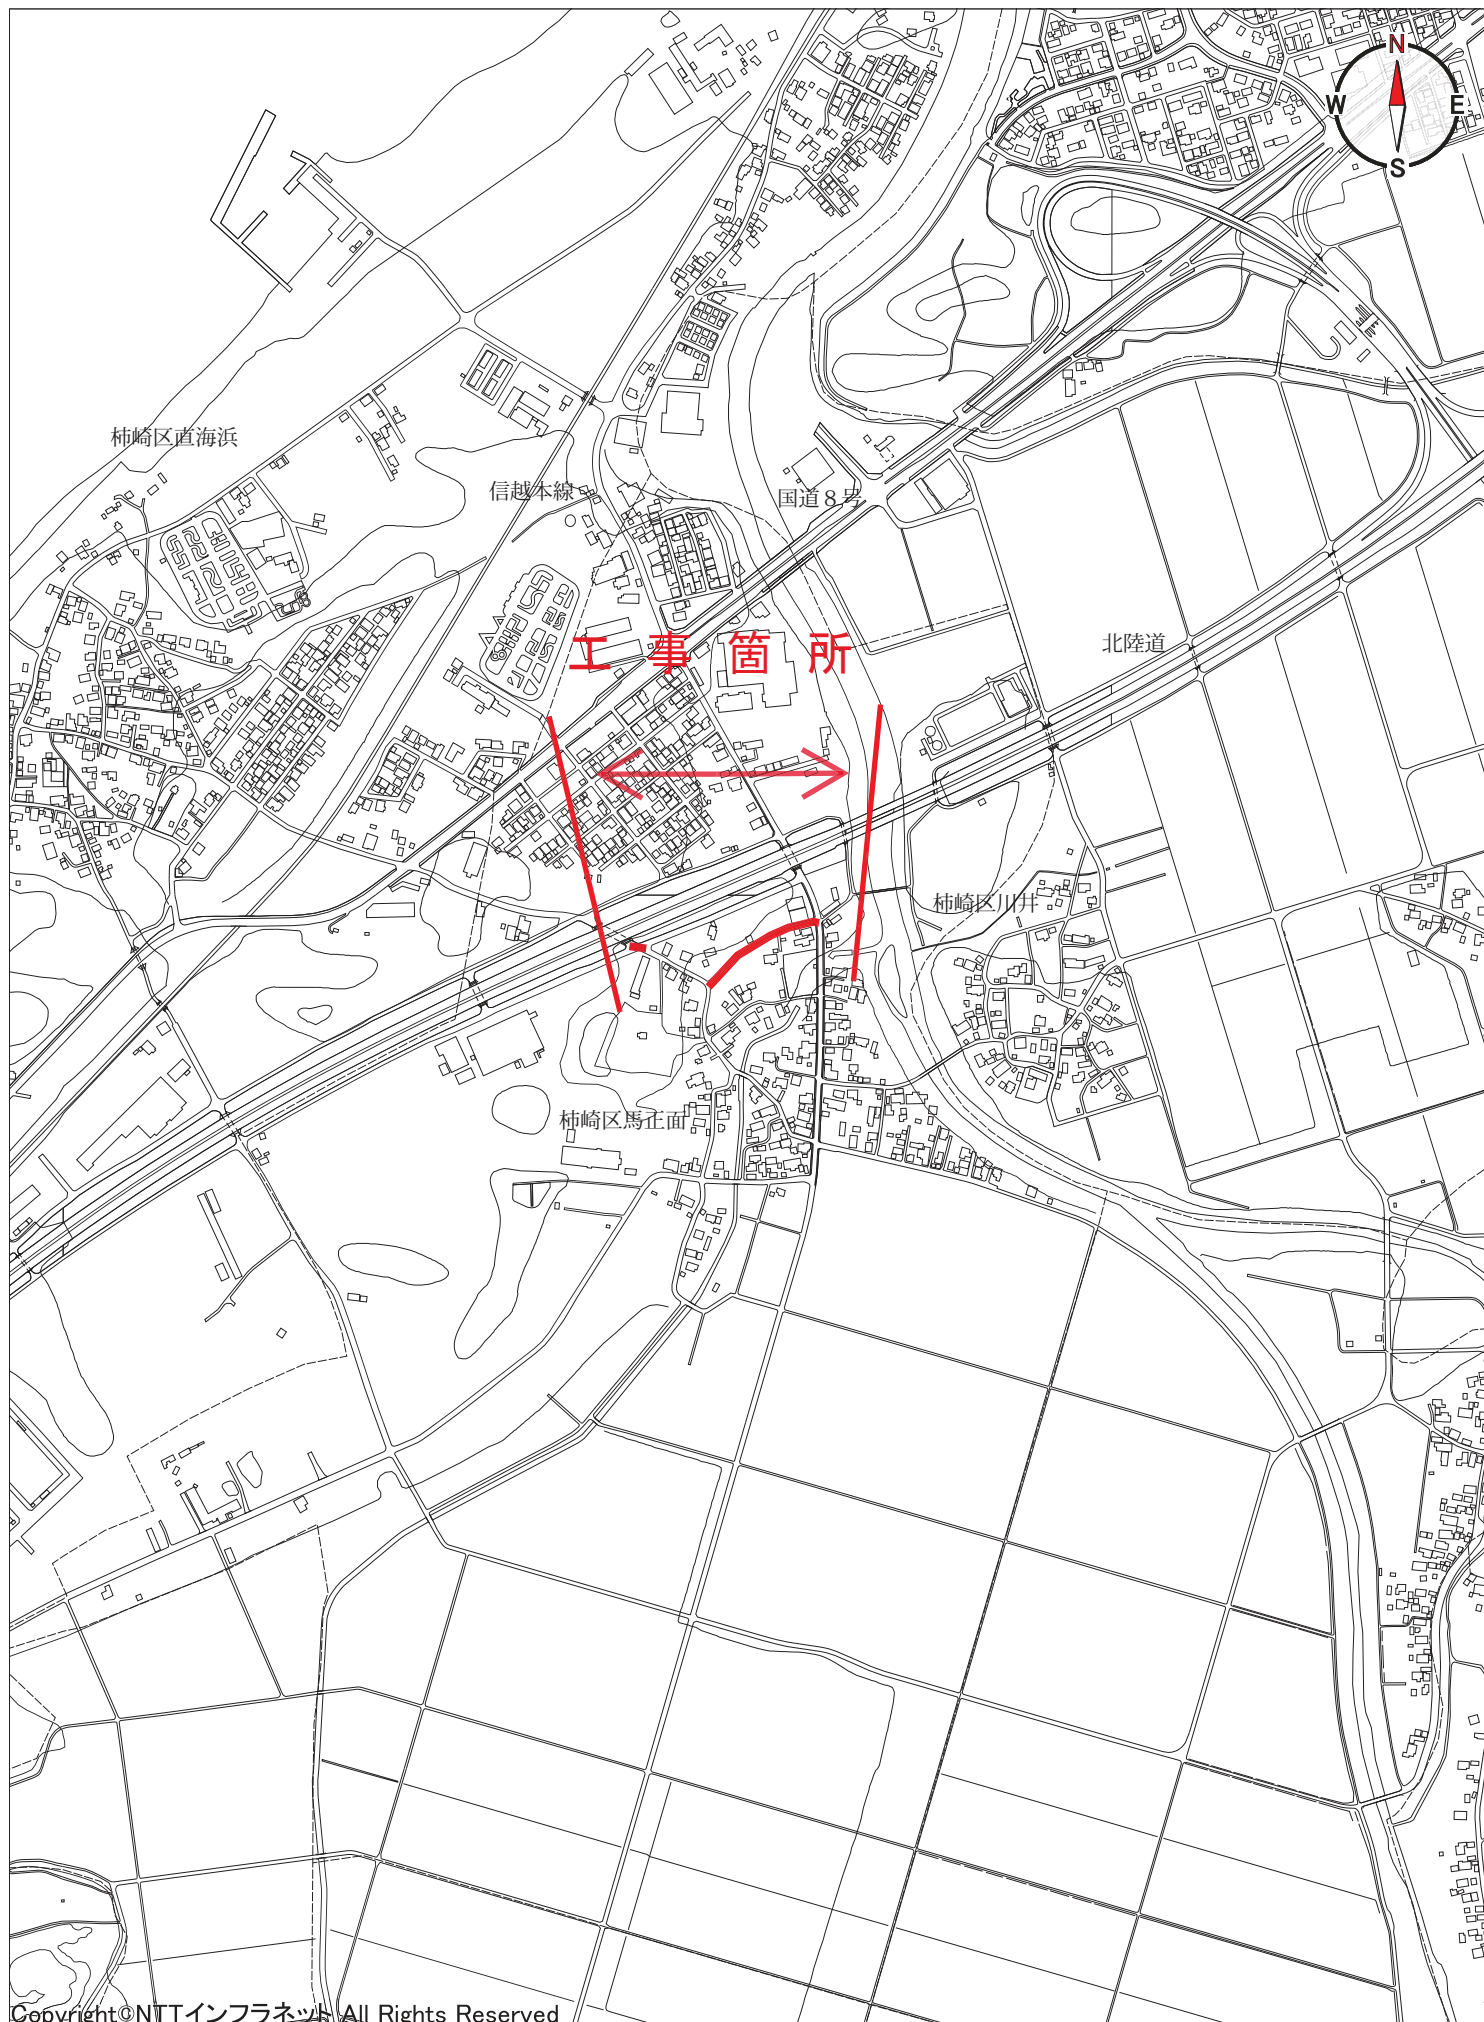 N
W E
S
柿崎区直海浜
信越本線
国道8号
工事箇所
北陸道
柿崎区川井
柿崎区馬正面
Copyright©NTTインフラネット All Rights Reserved